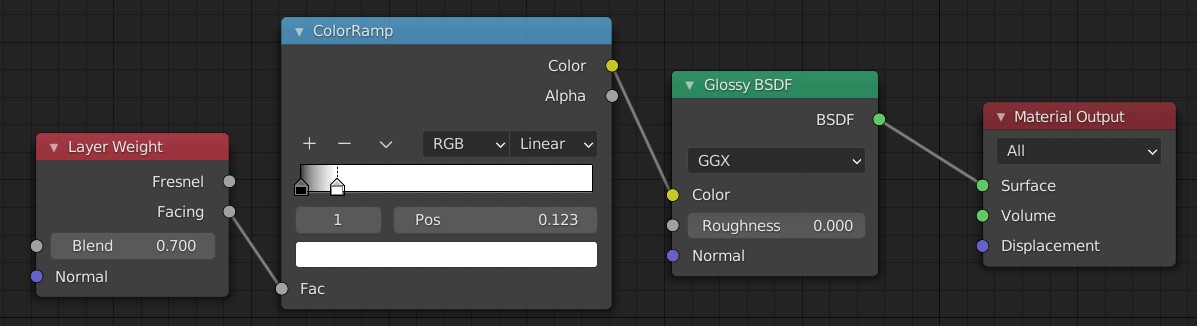 Layer Weight
Fresnel
Facing
Blend 0.700
Normal
ColorRamp
Color
Alpha
RGB Linear
1 Pos 0.123
Fac
Glossy BSDF
BSDF
GGX
Color
Roughness 0.000
Normal
Material Output
All
Surface
Volume
Displacement